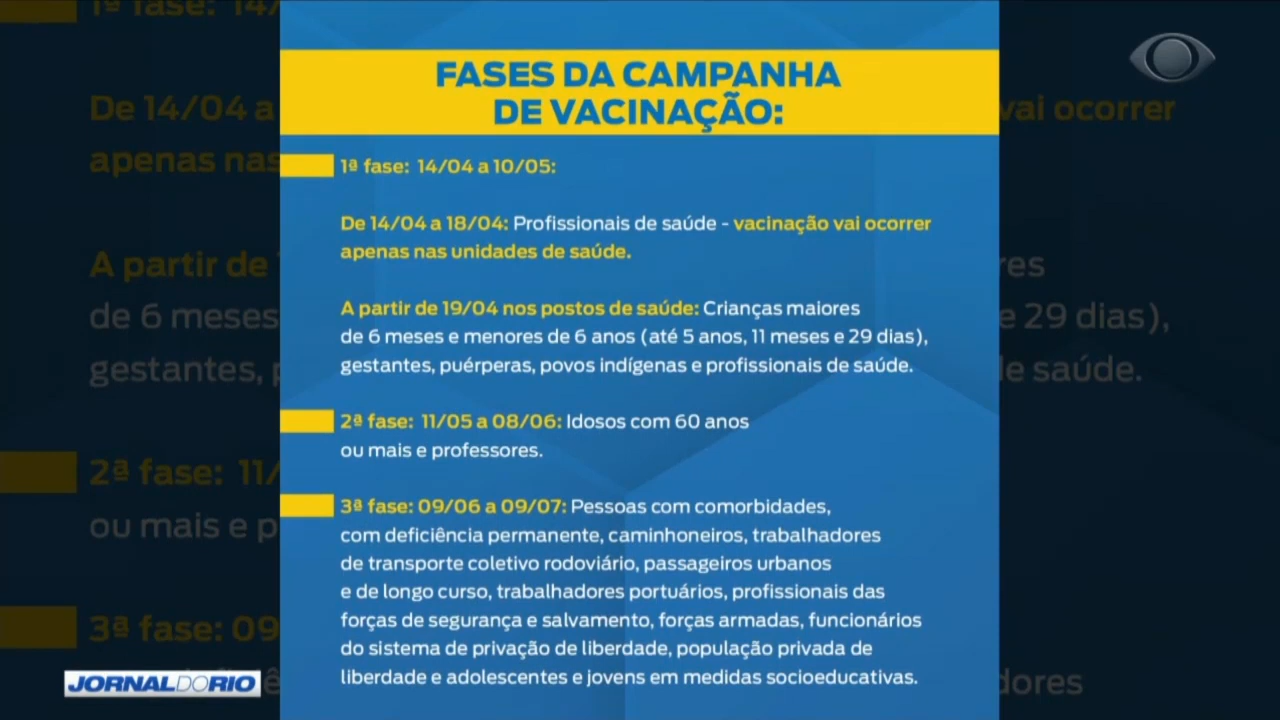 FASES DA CAMPANHA
DE VACINAÇÃO:
1ª fase: 14/04 a 10/05:
De 14/04 a 18/04: Profissionais de saúde - vacinação vai ocorrer
apenas nas unidades de saúde.
A partir de 19/04 nos postos de saúde: Crianças maiores
de 6 meses e menores de 6 anos (até 5 anos, 11 meses e 29 dias),
gestantes, puérperas, povos indígenas e profissionais de saúde.
2ª fase: 11/05 a 08/06: Idosos com 60 anos
ou mais e professores.
3ª fase: 09/06 a 09/07: Pessoas com comorbidades,
com deficiência permanente, caminhoneiros, trabalhadores
de transporte coletivo rodoviário, passageiros urbanos
e de longo curso, trabalhadores portuários, profissionais das
forças de segurança e salvamento, forças armadas, funcionários
do sistema de privação de liberdade, população privada de
liberdade e adolescentes e jovens em medidas socioeducativas.
JORNAL DO RIO